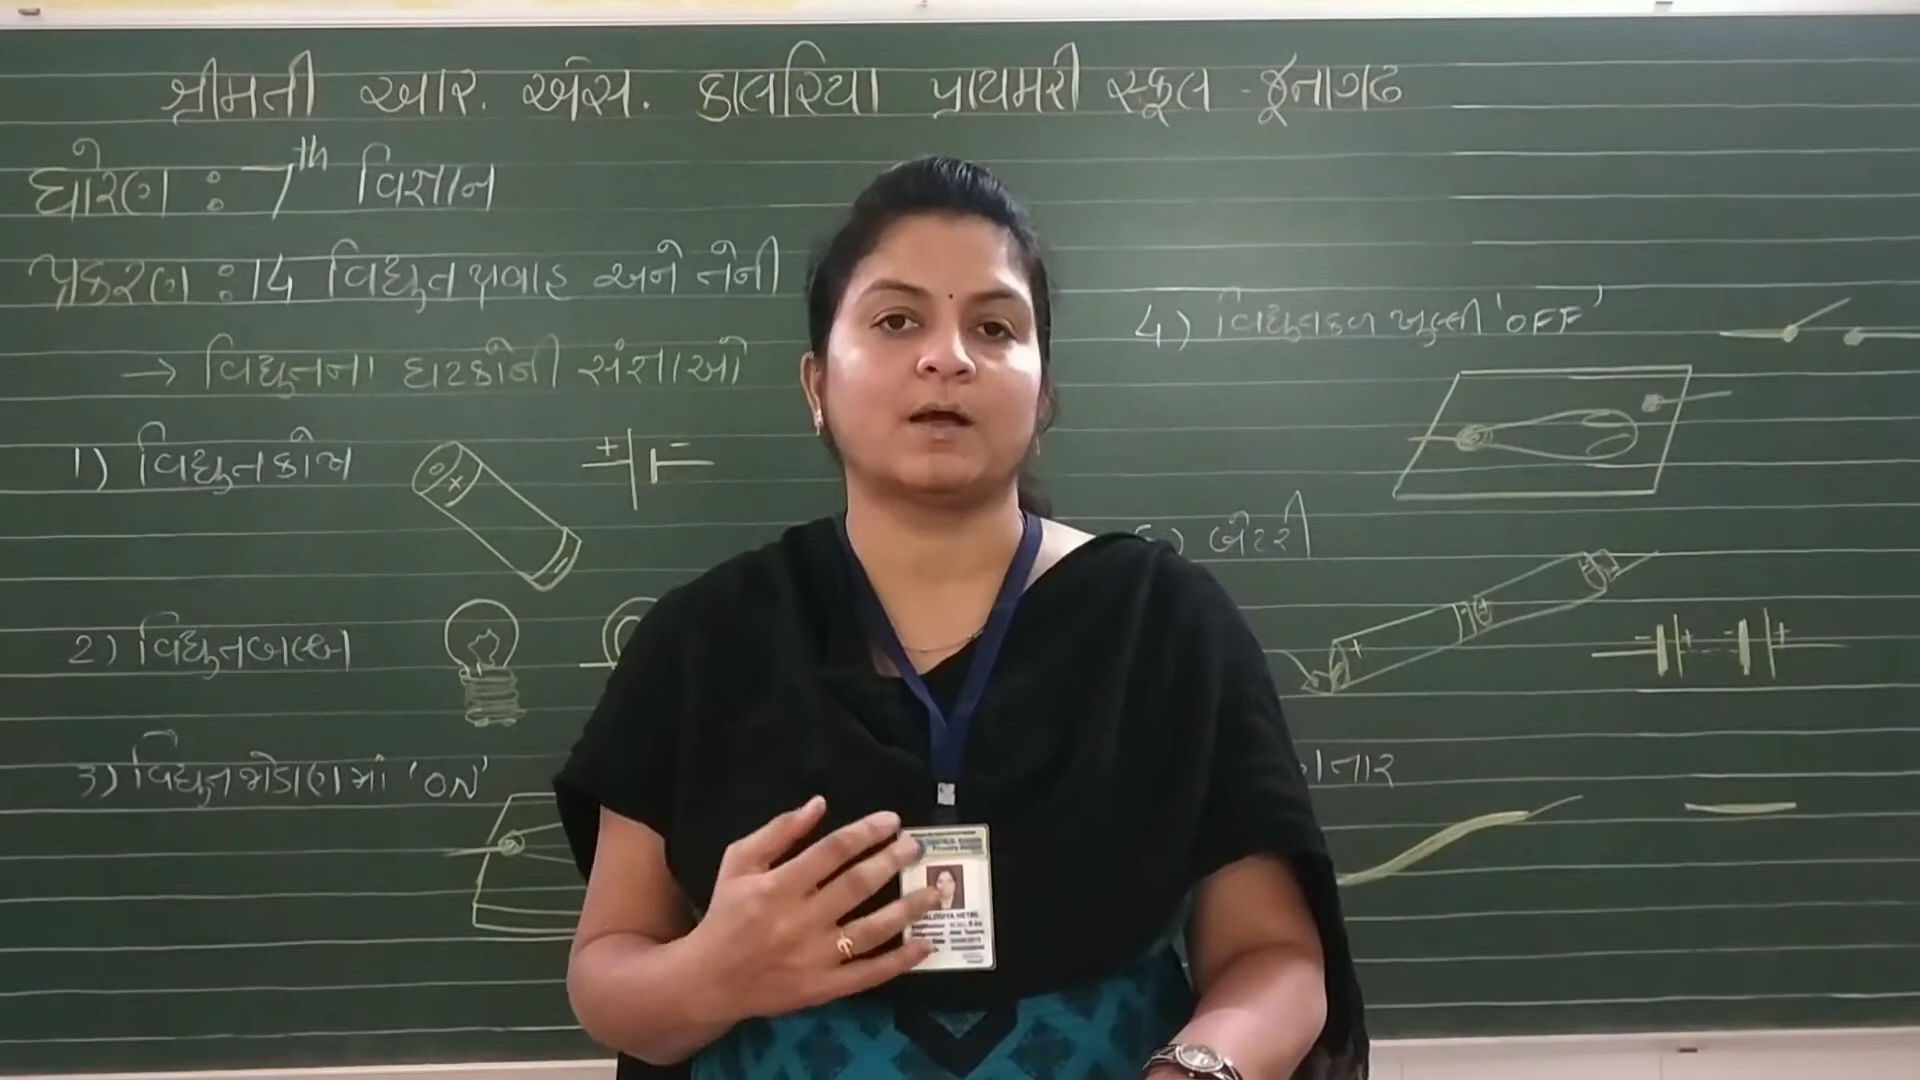 શ્રીમતી આર. એસ. કાલરિયા પ્રાયમરી સ્કૂલ - જૂનાગઢ
ધોરણ : 7th વિજ્ઞાન
પ્રકરણ : 14 વિદ્યુતપ્રવાહ અને તેની
→ વિદ્યુતના ઘટકોની સંજ્ઞાઓ
1) વિદ્યુતકોષ
+ -
2) વિદ્યુતબલ્બ
3) વિદ્યુતજોડાણમાં 'ON'
4) વિદ્યુતકળ ખુલ્લી 'OFF'
બેટરી
- + - +
તાર